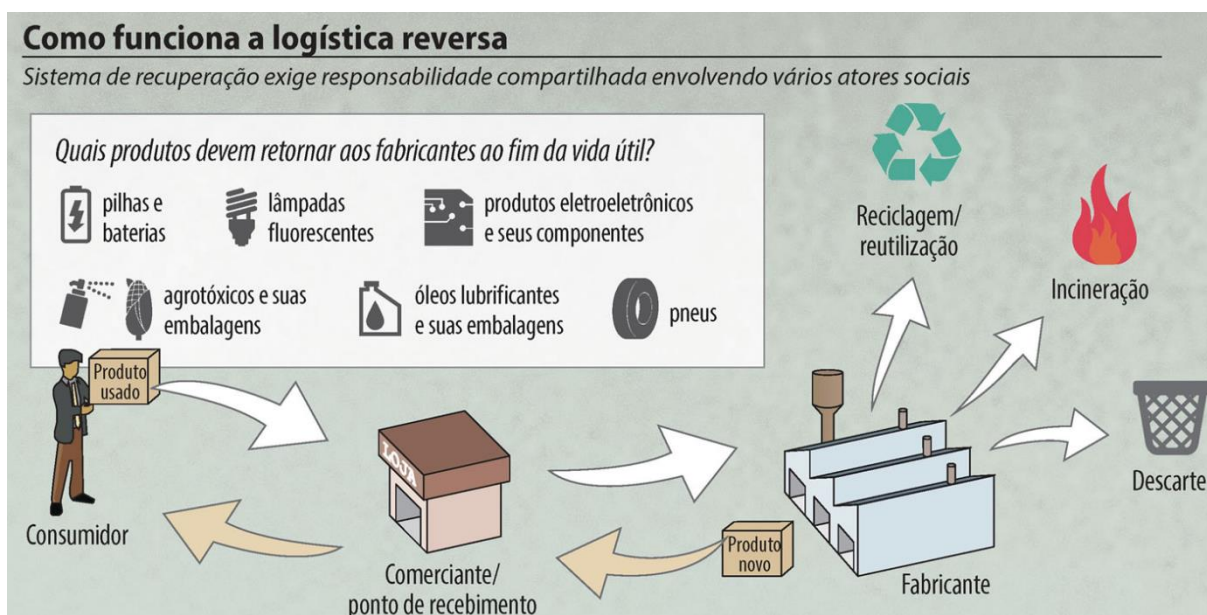 Como funciona a logística reversa
Sistema de recuperação exige responsabilidade compartilhada envolvendo vários atores sociais
Quais produtos devem retornar aos fabricantes ao fim da vida útil?
pilhas e
baterias
lâmpadas
fluorescentes
produtos eletroeletrônicos
e seus componentes
agrotóxicos e suas
embalagens
óleos lubrificantes
e suas embalagens
pneus
Reciclagem/
reutilização
Incineração
Descarte
Produto
usado
Consumidor
LOJA
Comerciante/
ponto de recebimento
Produto
novo
Fabricante